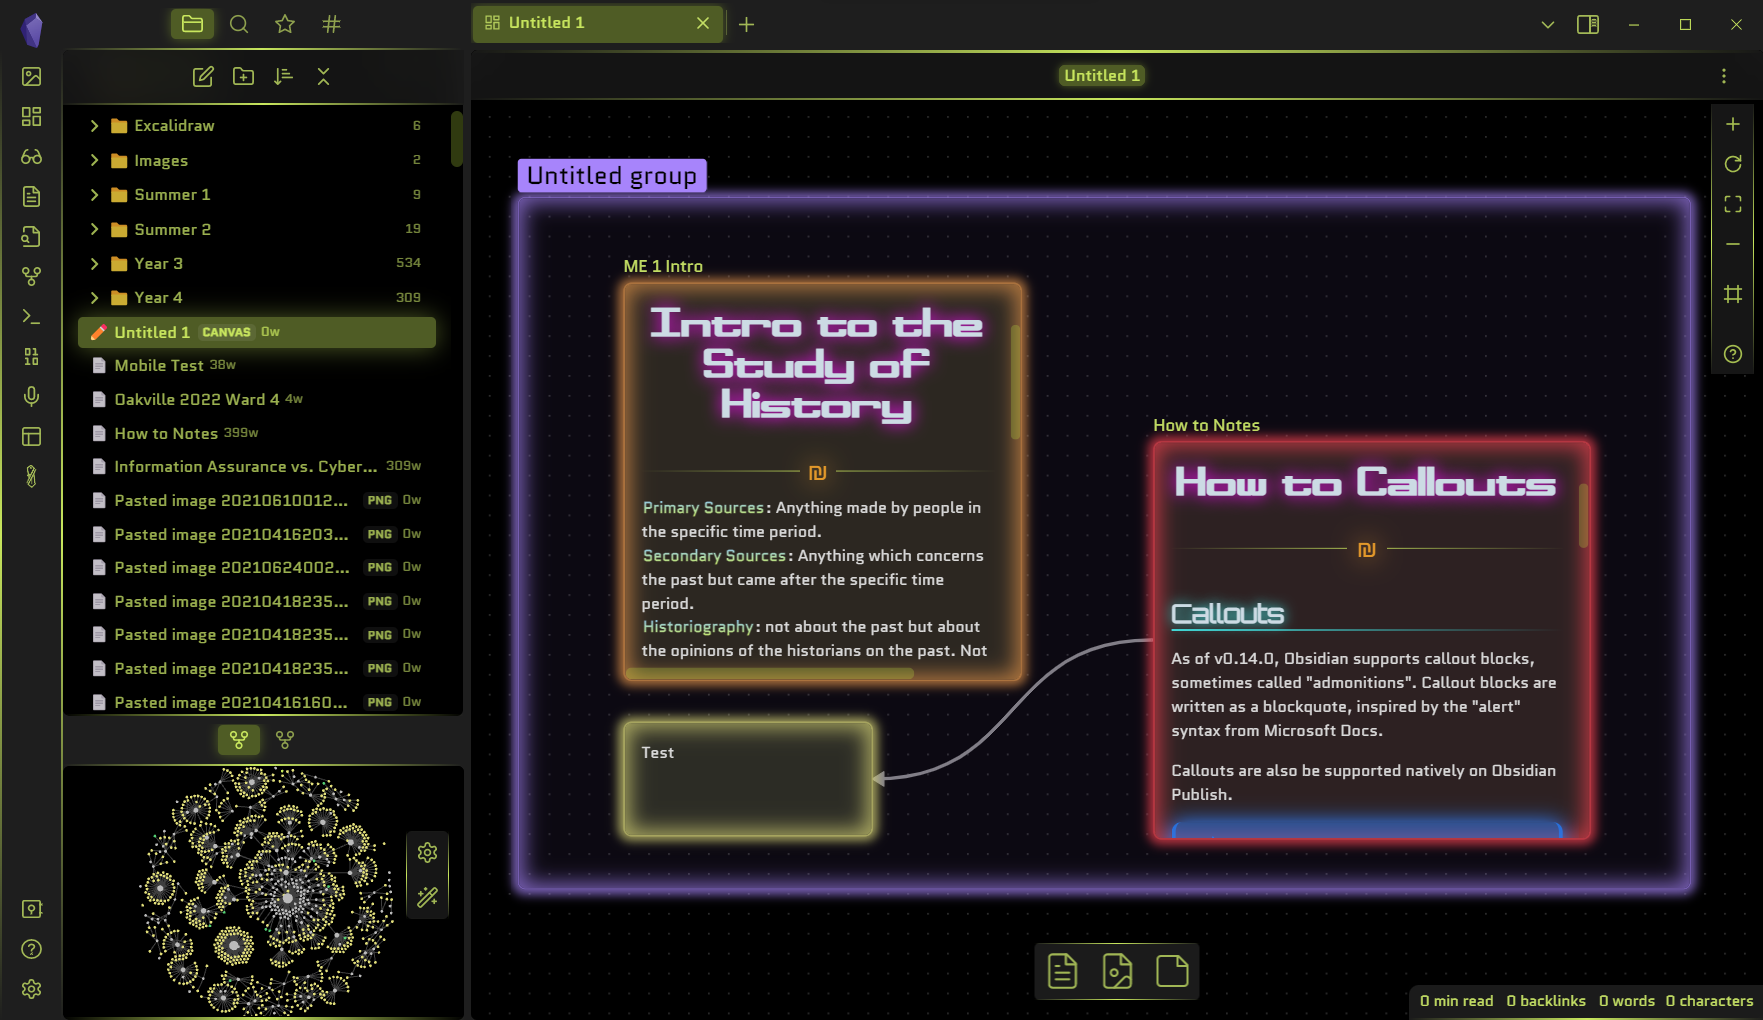 Untitled 1
Untitled 1
Excalidraw 6
Images 2
Summer 1 9
Summer 2 19
Year 3 534
Year 4 309
Untitled 1 CANVAS 0w
Mobile Test 38w
Oakville 2022 Ward 4 4w
How to Notes 399w
Information Assurance vs. Cyber... 309w
Pasted image 20210610012... PNG 0w
Pasted image 20210416203... PNG 0w
Pasted image 20210624002... PNG 0w
Pasted image 20210418235... PNG 0w
Pasted image 20210418235... PNG 0w
Pasted image 20210418235... PNG 0w
Pasted image 20210416160... PNG 0w
Untitled group
ME 1 Intro
Intro to the
Study of
History
Primary Sources: Anything made by people in
the specific time period.
Secondary Sources: Anything which concerns
the past but came after the specific time
period.
Historiography: not about the past but about
the opinions of the historians on the past. Not
Test
How to Notes
How to Callouts
Callouts
As of v0.14.0, Obsidian supports callout blocks,
sometimes called "admonitions". Callout blocks are
written as a blockquote, inspired by the "alert"
syntax from Microsoft Docs.
Callouts are also be supported natively on Obsidian
Publish.
0 min read 0 backlinks 0 words 0 characters